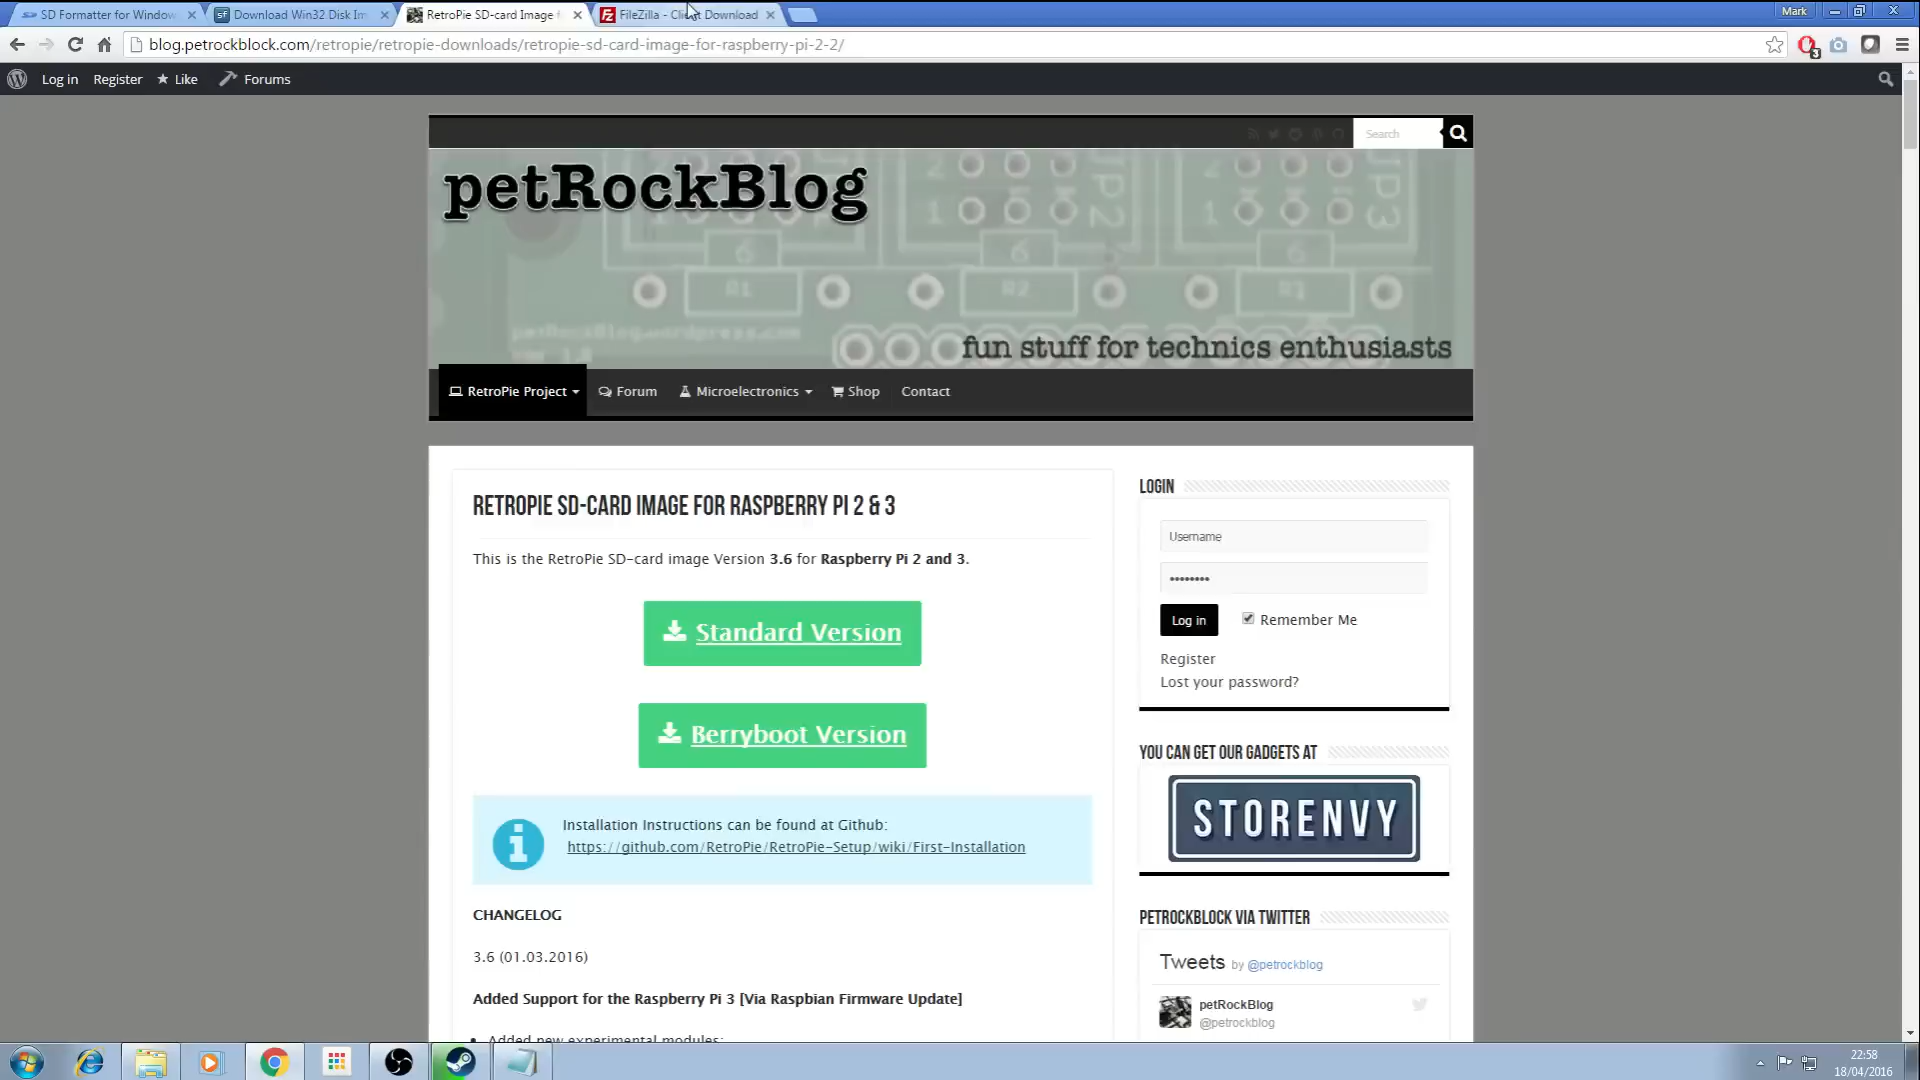 SD Formatter for Window
Download Win32 Disk Im
RetroPie SD-card Image f
FileZilla - Client Download
Mark
blog.petrockblock.com/retropie/retropie-downloads/retropie-sd-card-image-for-raspberry-pi-2-2/
3
Log in
Register
Like
Forums
Search
petRockBlog
fun stuff for technics enthusiasts
RetroPie Project
Forum
Microelectronics
Shop
Contact
RETROPIE SD-CARD IMAGE FOR RASPBERRY PI 2 & 3
This is the RetroPie SD-card image Version 3.6 for Raspberry Pi 2 and 3.
Standard Version
Berryboot Version
Installation Instructions can be found at Github:
https://github.com/RetroPie/RetroPie-Setup/wiki/First-Installation
CHANGELOG
3.6 (01.03.2016)
Added Support for the Raspberry Pi 3 [Via Raspbian Firmware Update]
Added new experimental modules:
LOGIN
Username
••••••••
Log in
Remember Me
Register
Lost your password?
YOU CAN GET OUR GADGETS AT
STORENVY
PETROCKBLOCK VIA TWITTER
Tweets by @petrockblog
petRockBlog
@petrockblog
22:58
18/04/2016